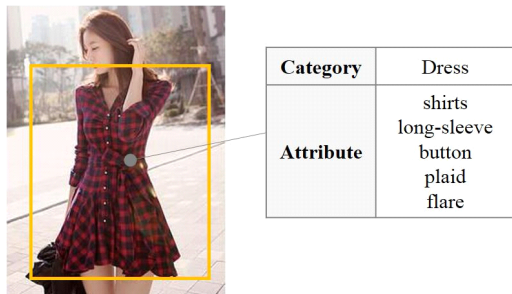 Category Dress
Attribute
shirts
long-sleeve
button
plaid
flare